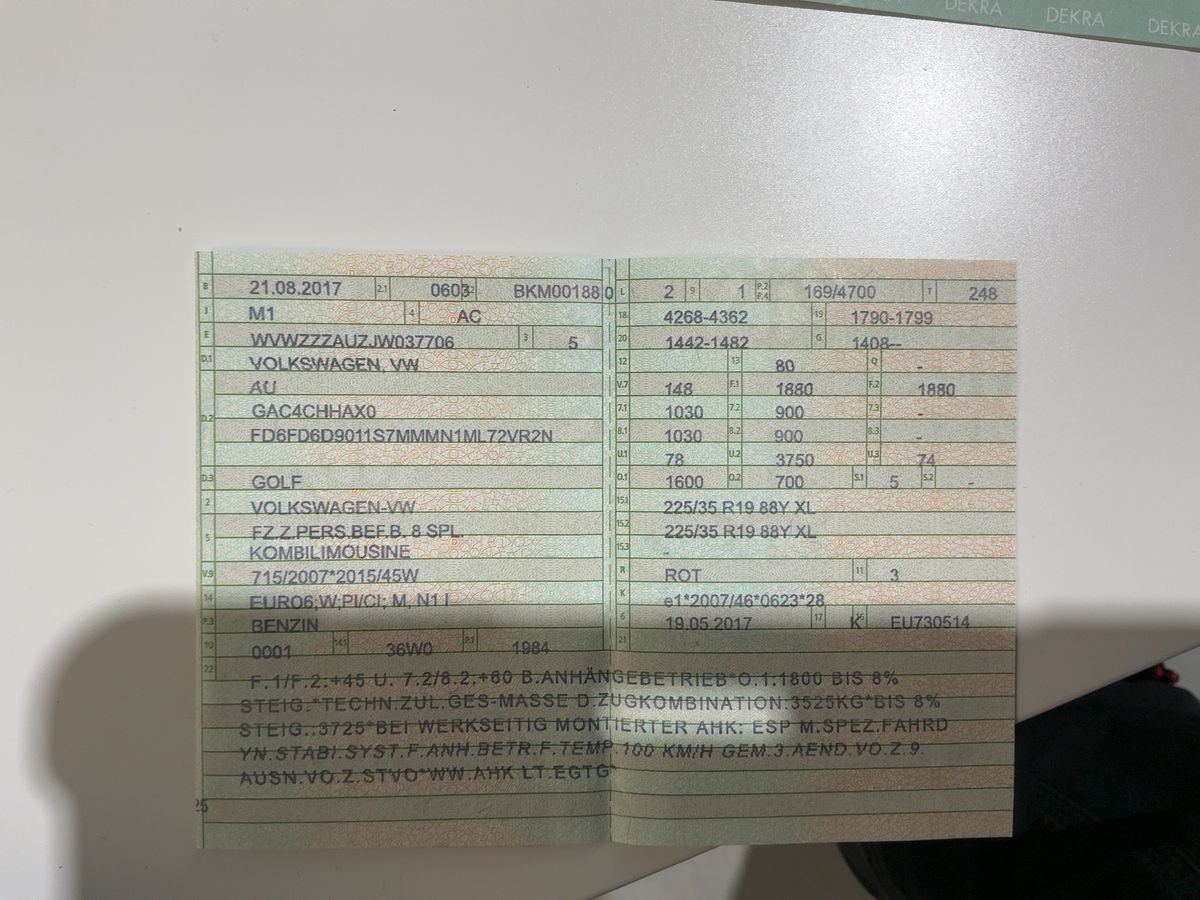 DEKRA DEKRA DEKRA
B 21.08.2017 2.1 0603 2.2 BKM001880
J M1 4 AC
E WVWZZZAUZJW037706 3 5
D.1 VOLKSWAGEN, VW
AU
D.2 GAC4CHHAX0
FD6FD6D9011S7MMMN1ML72VR2N
D.3 GOLF
2 VOLKSWAGEN-VW
5 FZ.Z.PERS.BEF.B. 8 SPL.
KOMBILIMOUSINE
V.9 715/2007*2015/45W
14 EURO6;W;PI/CI; M, N1 I
P.3 BENZIN
10 0001 14.1 36W0 P.1 1984
L 2 9 1 P.2 P.4 169/4700 T 248
18 4268-4362 19 1790-1799
20 1442-1482 G 1408--
12 13 80 Q -
V.7 148 F.1 1880 F.2 1880
7.1 1030 7.2 900 7.3 -
8.1 1030 8.2 900 8.3 -
U.1 78 U.2 3750 U.3 74
O.1 1600 O.2 700 S.1 5 S.2 -
15.1 225/35 R19 88Y XL
15.2 225/35 R19 88Y XL
15.3 -
R ROT 11 3
K e1*2007/46*0623*28
6 19.05.2017 17 K 16 EU730514
21
22 F.1/F.2:+45 U. 7.2/8.2:+60 B.ANHÄNGEBETRIEB*O.1:1800 BIS 8%
STEIG.*TECHN.ZUL.GES-MASSE D.ZUGKOMBINATION:3525KG*BIS 8%
STEIG.:3725*BEI WERKSEITIG MONTIERTER AHK: ESP M.SPEZ.FAHRD
YN.STABI.SYST.F.ANH.BETR.F.TEMP.100 KM/H GEM.3.AEND.VO.Z.9.
AUSN.VO.Z.STVO*WW.AHK LT.EGTG*